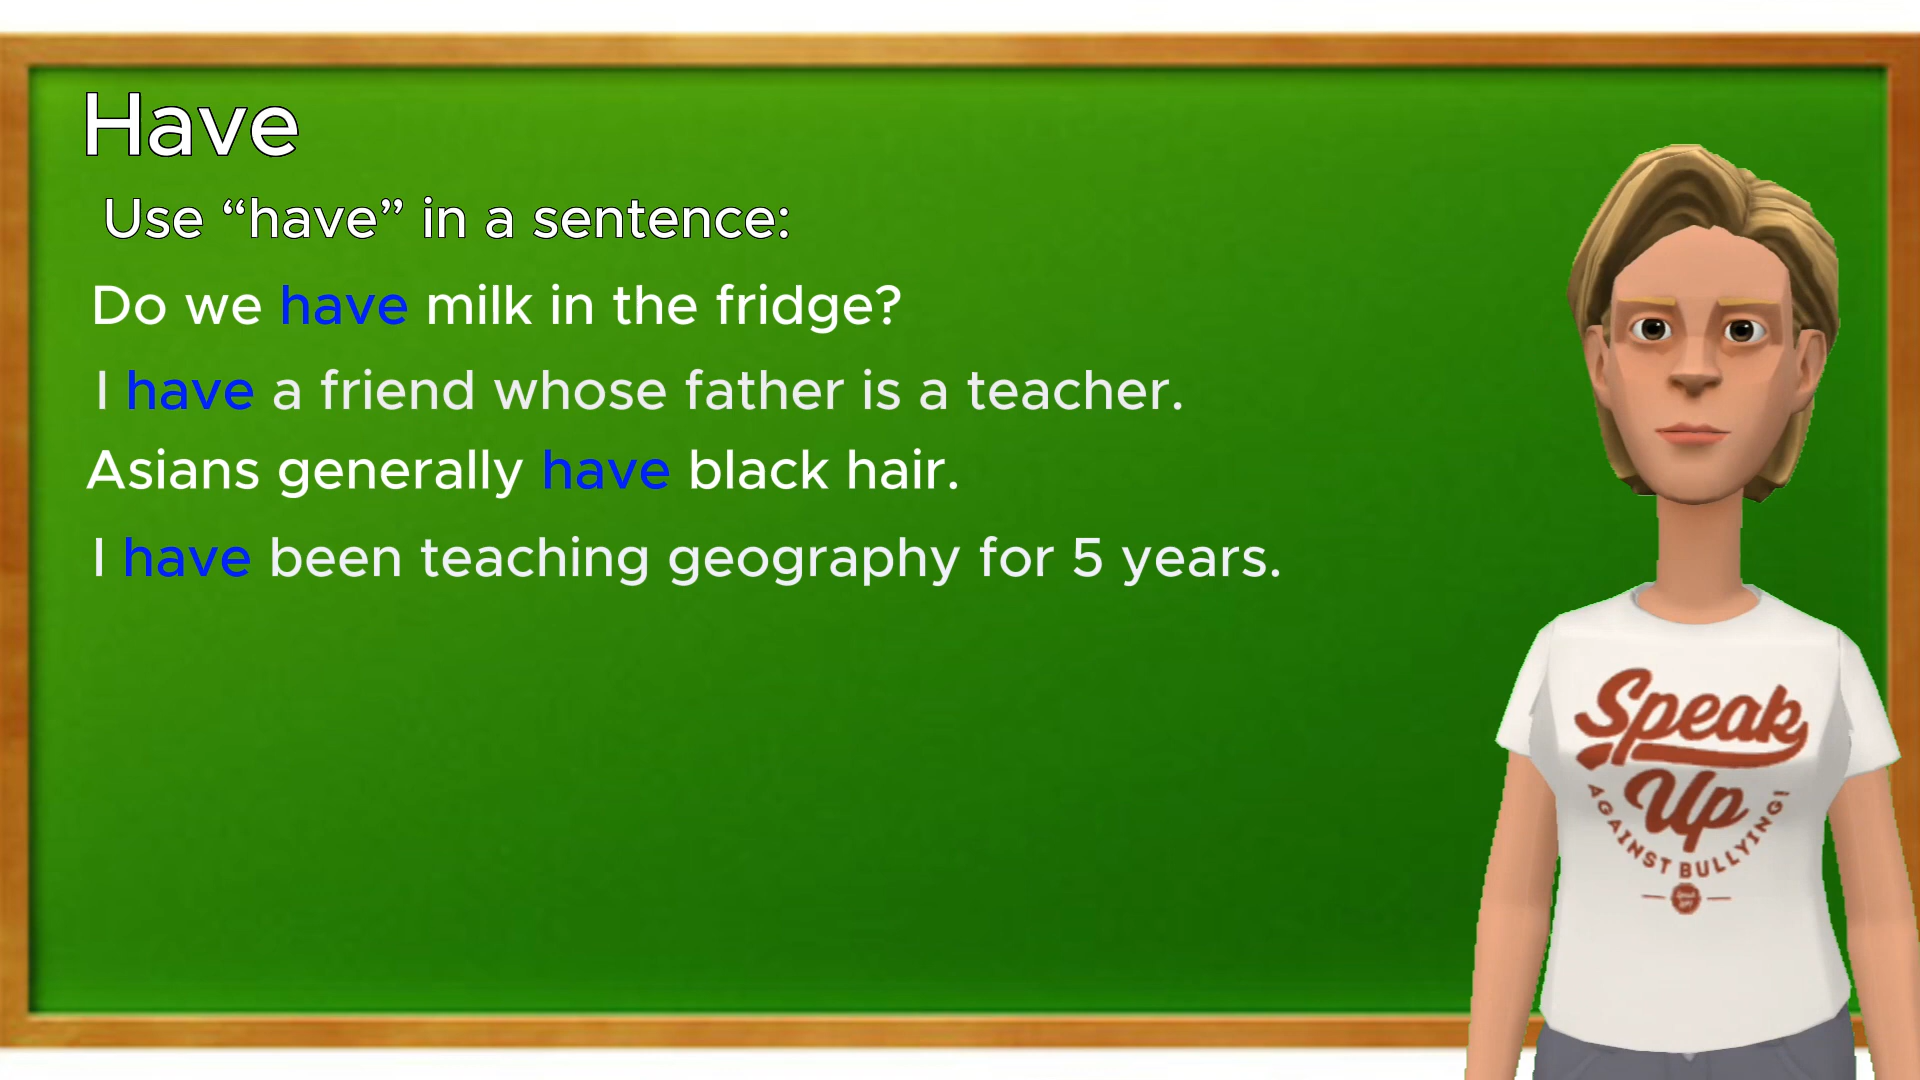 Have
Use “have” in a sentence:
Do we have milk in the fridge?
I have a friend whose father is a teacher.
Asians generally have black hair.
I have been teaching geography for 5 years.
Speak
Up
AGAINST BULLYING!